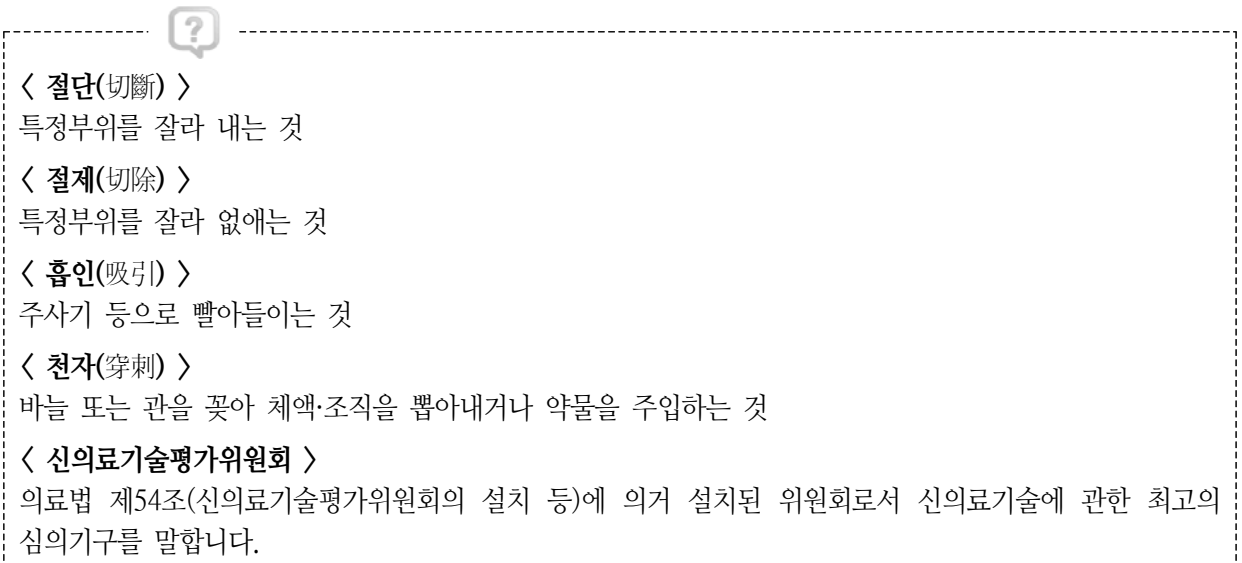 ?
〈 절단(切斷) 〉
특정부위를 잘라 내는 것
〈 절제(切除) 〉
특정부위를 잘라 없애는 것
〈 흡인(吸引) 〉
주사기 등으로 빨아들이는 것
〈 천자(穿刺) 〉
바늘 또는 관을 꽂아 체액·조직을 뽑아내거나 약물을 주입하는 것
〈 신의료기술평가위원회 〉
의료법 제54조(신의료기술평가위원회의 설치 등)에 의거 설치된 위원회로서 신의료기술에 관한 최고의
심의기구를 말합니다.